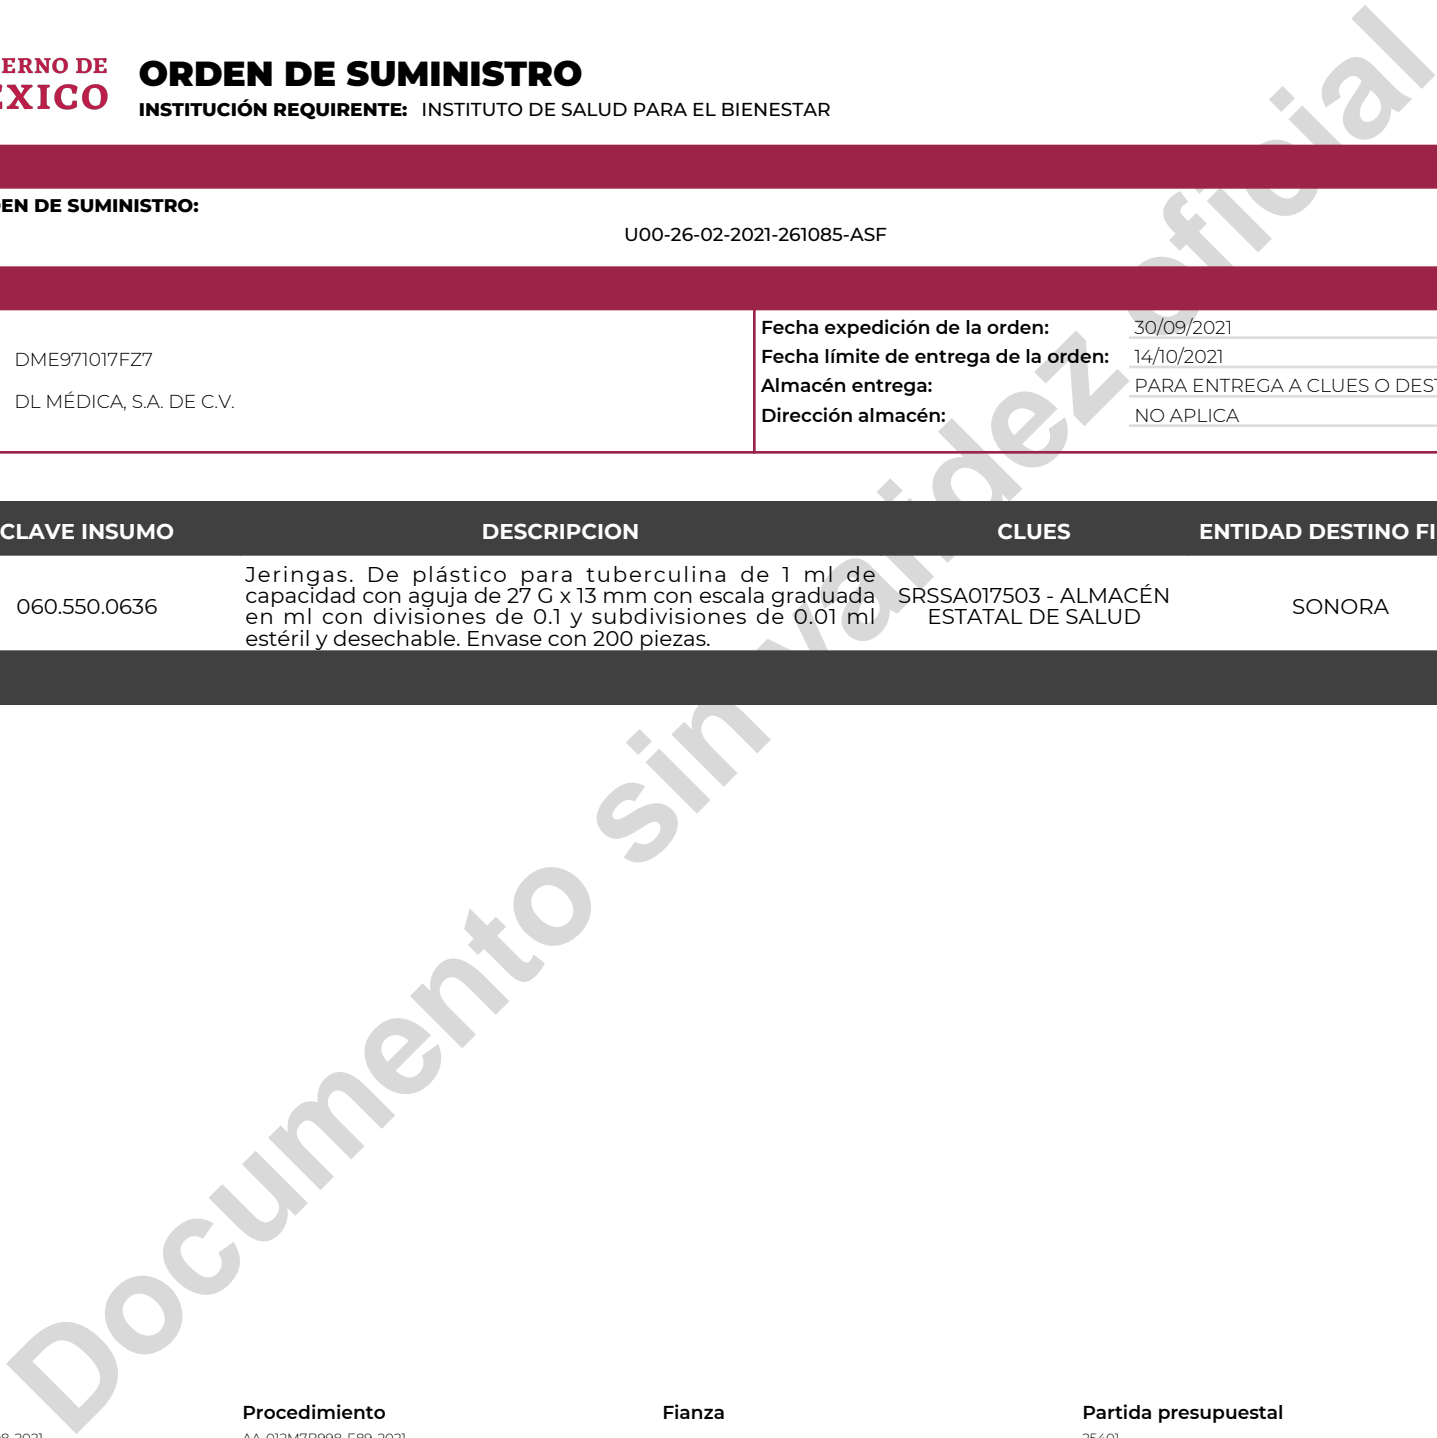 ERNO DE
EXICO
ORDEN DE SUMINISTRO
INSTITUCIÓN REQUIRENTE: INSTITUTO DE SALUD PARA EL BIENESTAR
EN DE SUMINISTRO:
U00-26-02-2021-261085-ASF
DME971017FZ7
DL MÉDICA, S.A. DE C.V.
Fecha expedición de la orden: 30/09/2021
Fecha límite de entrega de la orden: 14/10/2021
Almacén entrega: PARA ENTREGA A CLUES O DEST
Dirección almacén: NO APLICA
CLAVE INSUMO DESCRIPCION CLUES ENTIDAD DESTINO FI
060.550.0636
Jeringas. De plástico para tuberculina de 1 ml de
capacidad con aguja de 27 G x 13 mm con escala graduada
en ml con divisiones de 0.1 y subdivisiones de 0.01 ml
estéril y desechable. Envase con 200 piezas.
SRSSA017503 - ALMACÉN
ESTATAL DE SALUD
SONORA
Documento sin validez oficial
Procedimiento Fianza Partida presupuestal